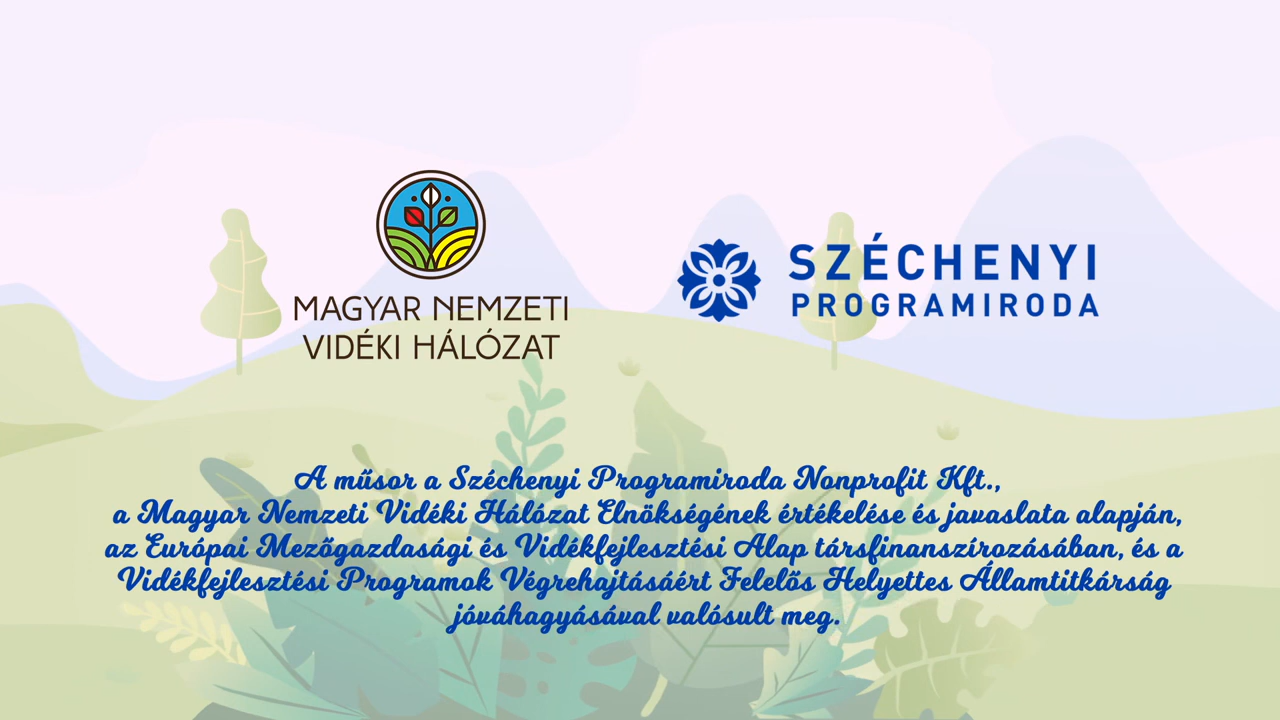 MAGYAR NEMZETI
VIDÉKI HÁLÓZAT
SZÉCHENYI
PROGRAMIRODA
A műsor a Széchenyi Programiroda Nonprofit Kft.,
a Magyar Nemzeti Vidéki Hálózat Elnökségének értékelése és javaslata alapján,
az Európai Mezőgazdasági és Vidékfejlesztési Alap társfinanszírozásában, és a
Vidékfejlesztési Programok Végrehajtásáért Felelős Helyettes Államtitkárság
jóváhagyásával valósult meg.